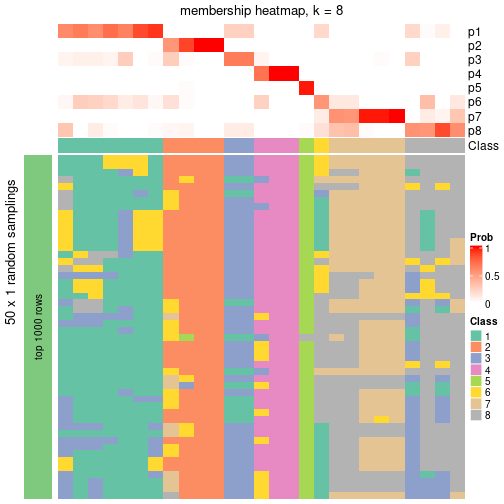 membership heatmap, k = 8
p1
p2
p3
p4
p5
p6
p7
p8
Class
50 x 1 random samplings
top 1000 rows
Prob
1
0.5
0
Class
1
2
3
4
5
6
7
8